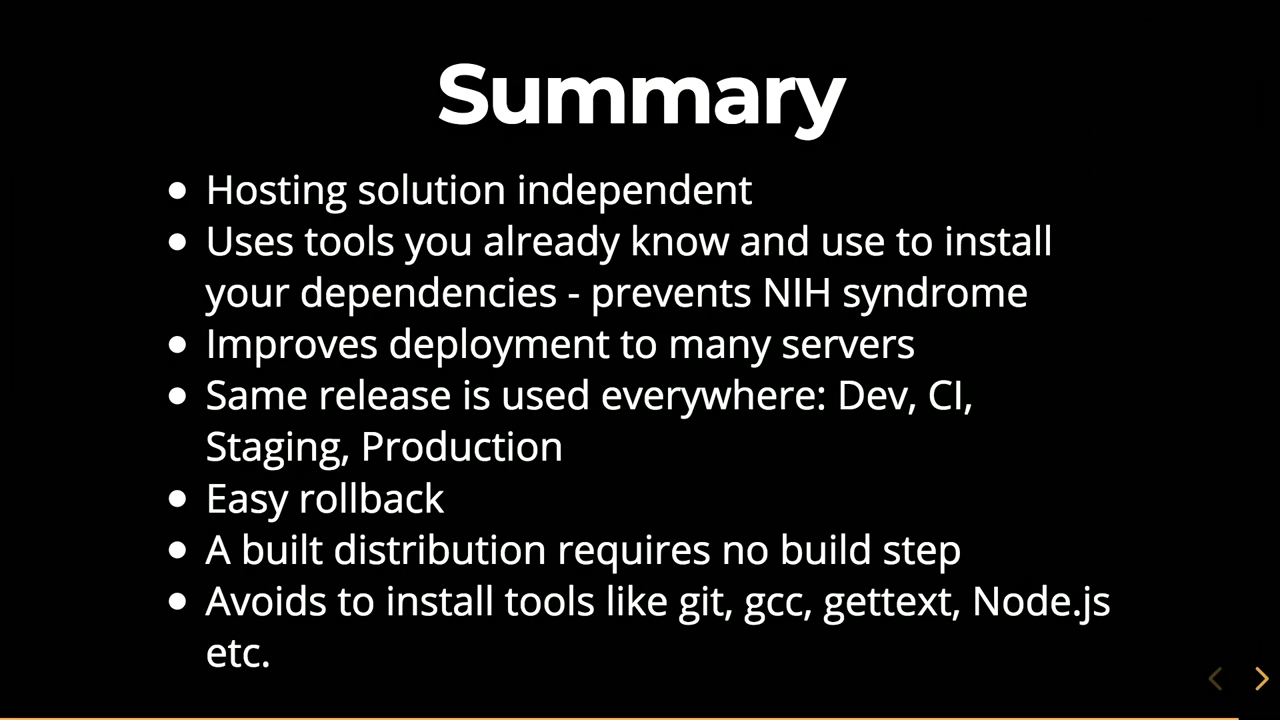 Summary
• Hosting solution independent
• Uses tools you already know and use to install
your dependencies - prevents NIH syndrome
• Improves deployment to many servers
• Same release is used everywhere: Dev, CI,
Staging, Production
• Easy rollback
• A built distribution requires no build step
• Avoids to install tools like git, gcc, gettext, Node.js
etc.